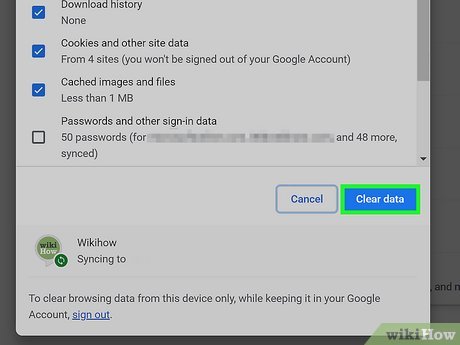 Download history
None
Cookies and other site data
From 4 sites (you won't be signed out of your Google Account)
Cached images and files
Less than 1 MB
Passwords and other sign-in data
50 passwords (for , and 48 more,
synced)
Cancel
Clear data
wiki
How
Wikihow
Syncing to
To clear browsing data from this device only, while keeping it in your Google
Account, sign out.
, and m
wikiHow